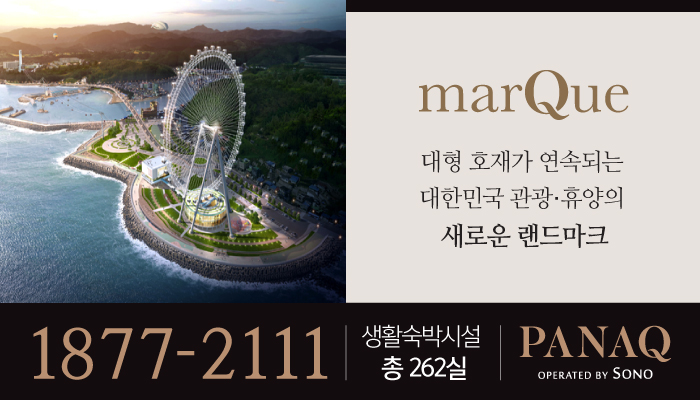 marQue
대형 호재가 연속되는
대한민국 관광·휴양의
새로운 랜드마크
1877-2111
생활숙박시설
총 262실
PANAQ
OPERATED BY SONO